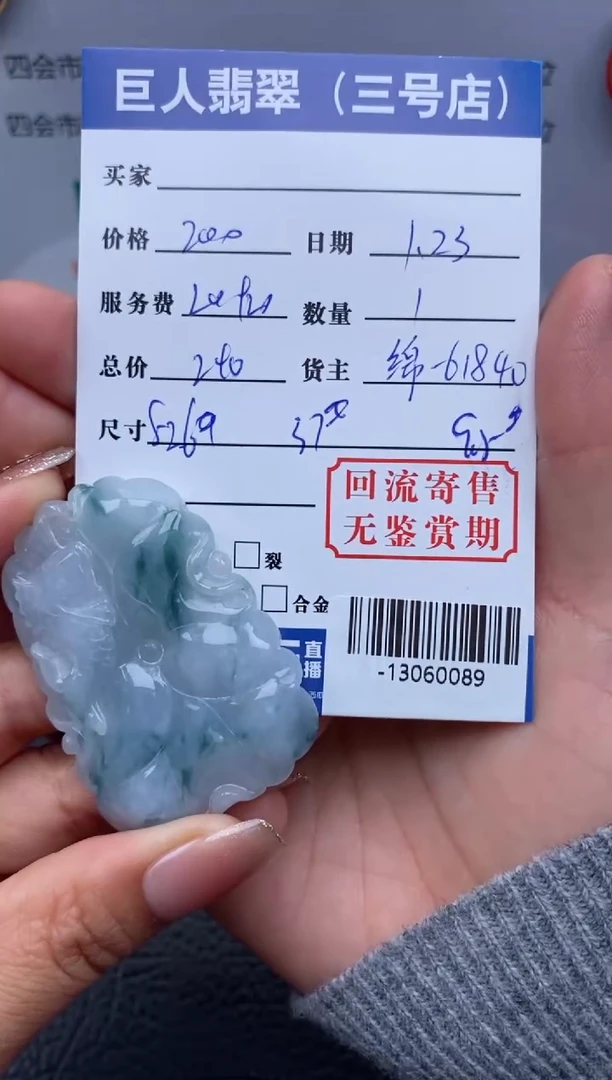 四会市
四会市
巨人翡翠（三号店）
买家
价格 2000 日期 1.23
服务费 数量 1
总价 货主 绵-61840
尺寸
回流寄售
无鉴赏期
裂
合金
直播
-13060089